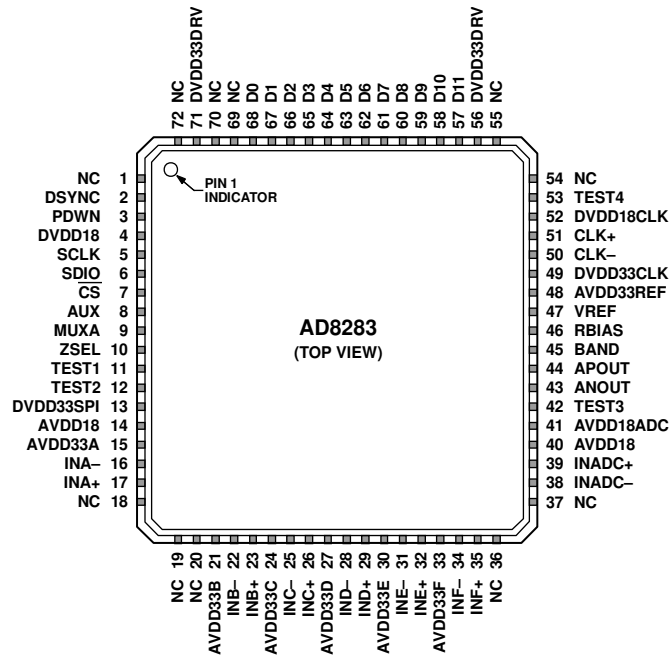 72 NC
71 DVDD33DRV
70 NC
69 NC
68 D0
67 D1
66 D2
65 D3
64 D4
63 D5
62 D6
61 D7
60 D8
59 D9
58 D10
57 D11
56 DVDD33DRV
55 NC
PIN 1
INDICATOR
NC 1
DSYNC 2
PDWN 3
DVDD18 4
SCLK 5
SDIO 6
CS 7
AUX 8
MUXA 9
ZSEL 10
TEST1 11
TEST2 12
DVDD33SPI 13
AVDD18 14
AVDD33A 15
INA– 16
INA+ 17
NC 18
AD8283
(TOP VIEW)
54 NC
53 TEST4
52 DVDD18CLK
51 CLK+
50 CLK–
49 DVDD33CLK
48 AVDD33REF
47 VREF
46 RBIAS
45 BAND
44 APOUT
43 ANOUT
42 TEST3
41 AVDD18ADC
40 AVDD18
39 INADC+
38 INADC–
37 NC
NC 19
NC 20
AVDD33B 21
INB– 22
INB+ 23
AVDD33C 24
INC– 25
INC+ 26
AVDD33D 27
IND– 28
IND+ 29
AVDD33E 30
INE– 31
INE+ 32
AVDD33F 33
INF– 34
INF+ 35
NC 36